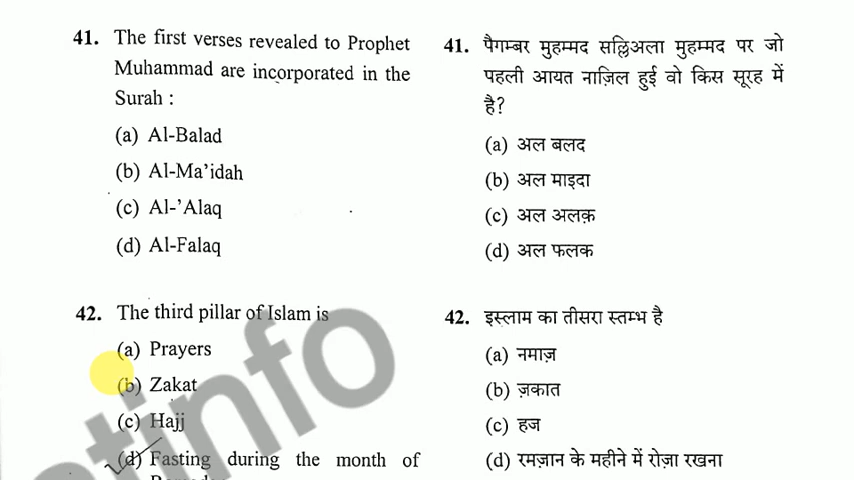 41. The first verses revealed to Prophet
Muhammad are incorporated in the
Surah :
(a) Al-Balad
(b) Al-Ma'idah
(c) Al-'Alaq
(d) Al-Falaq
42. The third pillar of Islam is
(a) Prayers
(b) Zakat
(c) Hajj
(d) Fasting during the month of
41. पैगम्बर मुहम्मद सल्लिअला मुहम्मद पर जो
पहली आयत नाज़िल हुई वो किस सूरह में
है?
(a) अल बलद
(b) अल माइदा
(c) अल अलक़
(d) अल फलक
42. इस्लाम का तीसरा स्तम्भ है
(a) नमाज़
(b) ज़कात
(c) हज
(d) रमज़ान के महीने में रोज़ा रखना